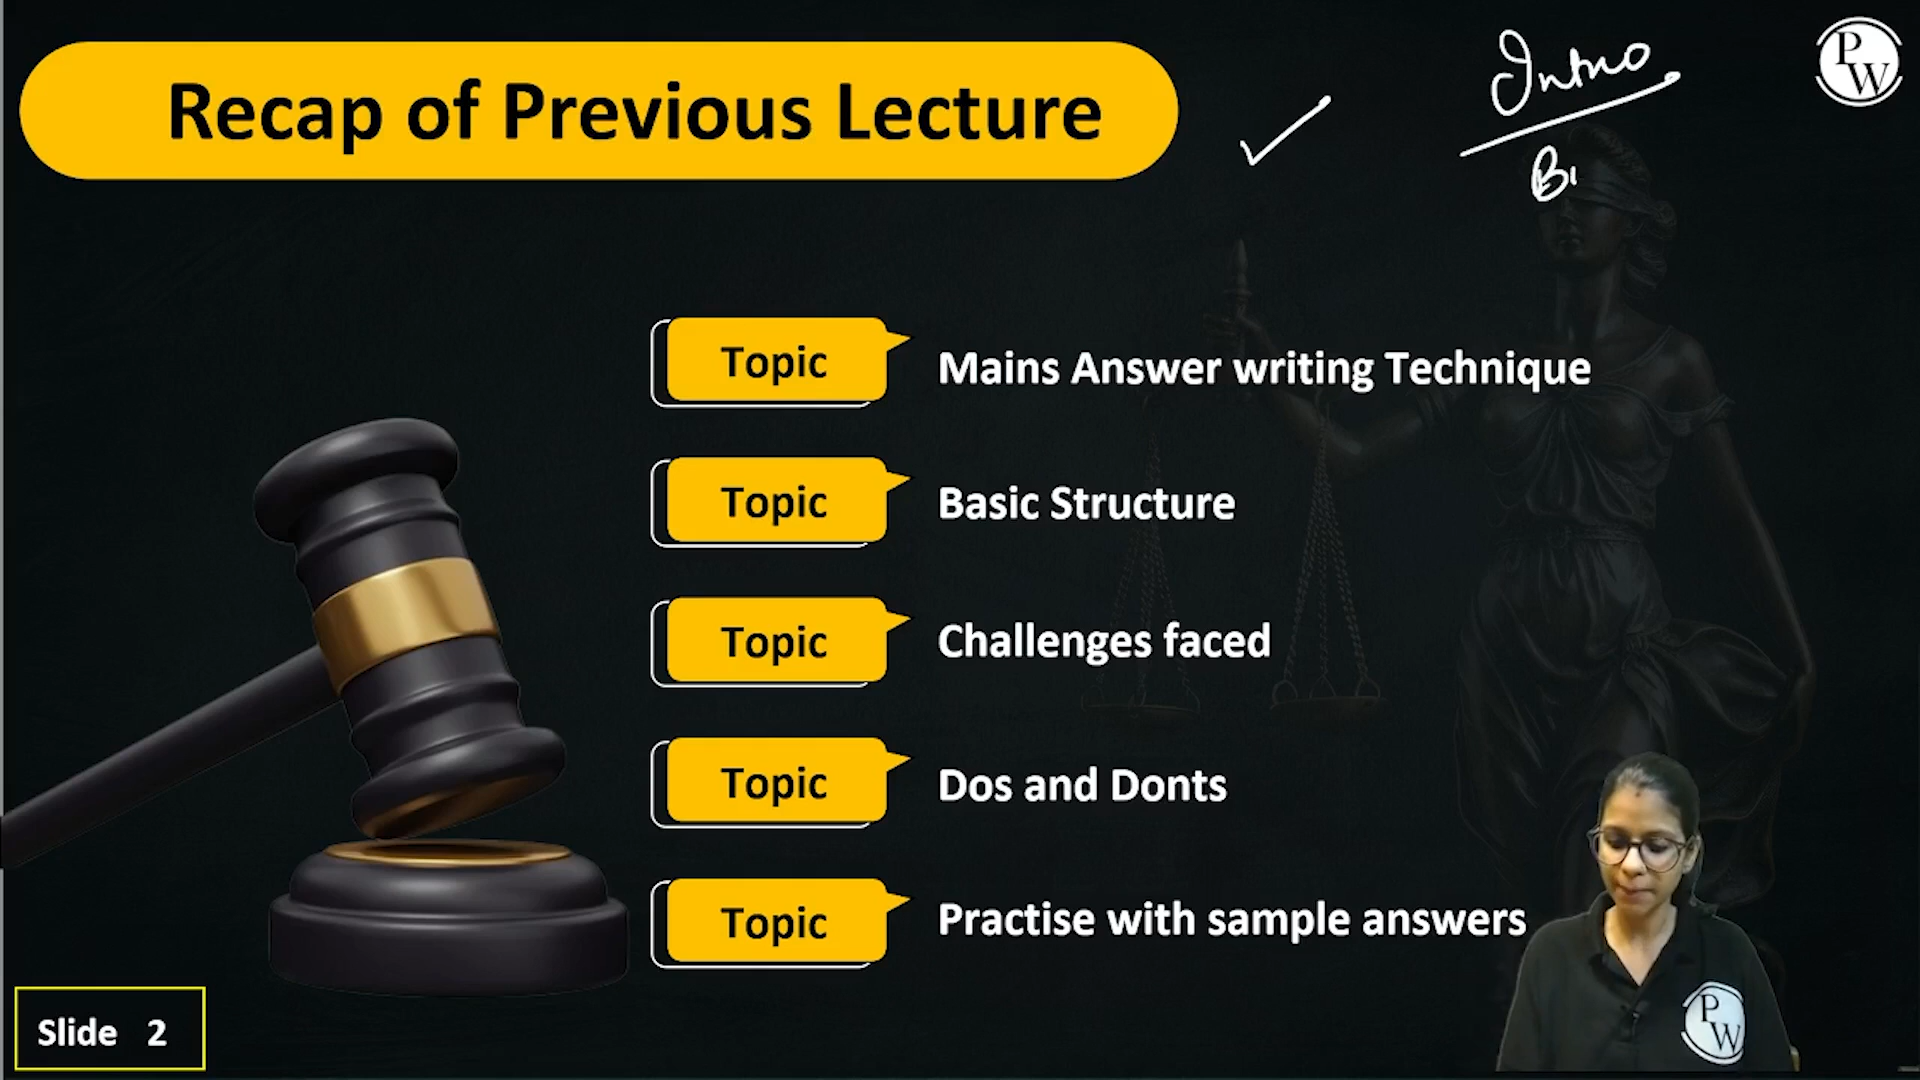 Recap of Previous Lecture
Intro
PW
Topic Mains Answer writing Technique
Topic Basic Structure
Topic Challenges faced
Topic Dos and Donts
Topic Practise with sample answers
PW
Slide 2